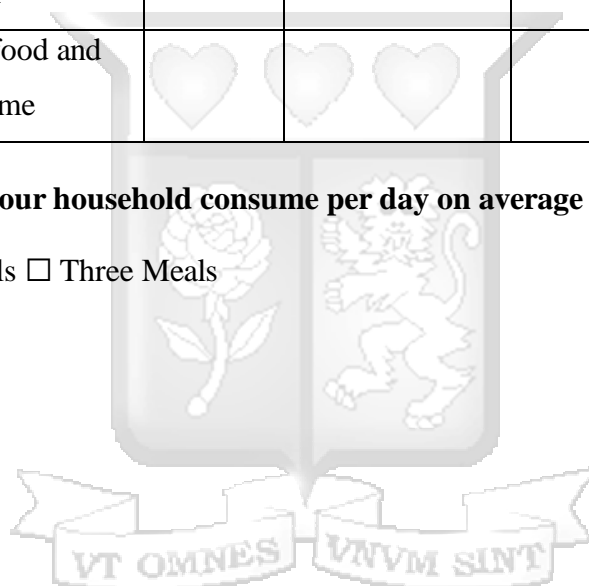 food and
me
our household consume per day on average
ls ☐ Three Meals
VT OMNES VNVM SINT